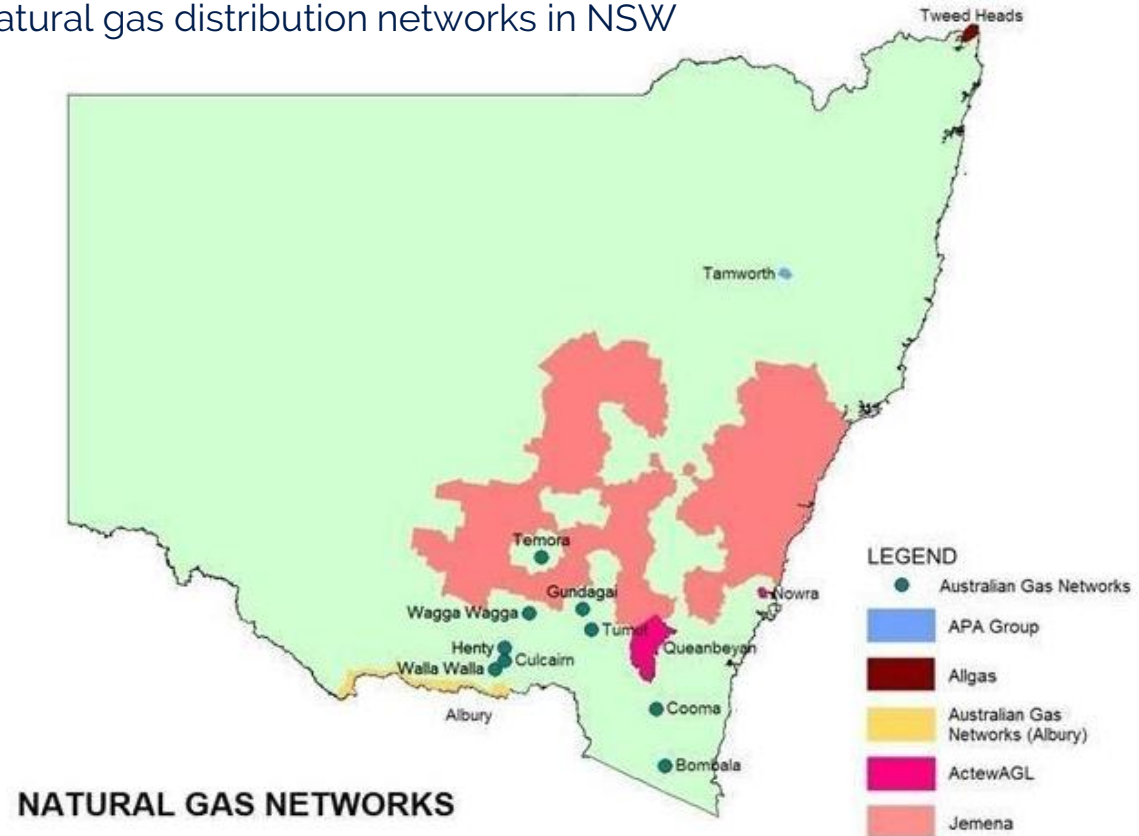 atural gas distribution networks in NSW
Tweed Heads
Tamworth
Temora
Gundagai
Wagga Wagga
Nowra
Tumut
Henty
Queanbeyan
Culcairn
Walla Walla
Albury
Cooma
Bombala
NATURAL GAS NETWORKS
LEGEND
Australian Gas Networks
APA Group
Allgas
Australian Gas
Networks (Albury)
ActewAGL
Jemena